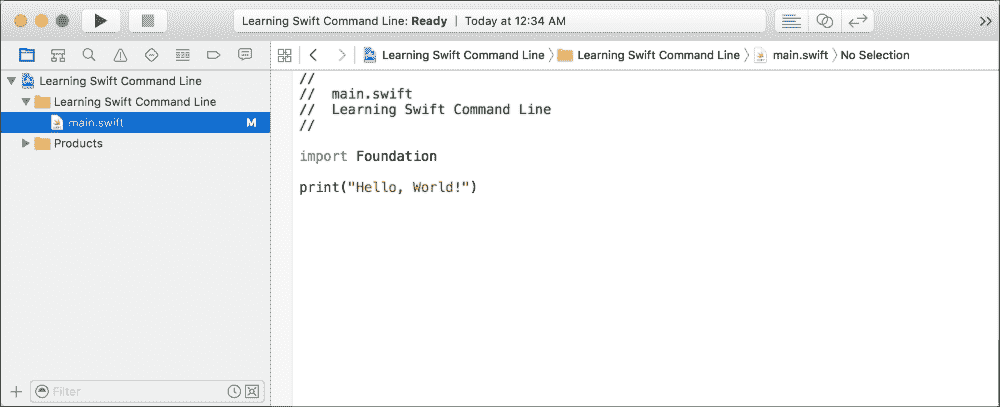 Learning Swift Command Line: Ready | Today at 12:34 AM
Learning Swift Command Line
Learning Swift Command Line
main.swift M
Products
Filter
Learning Swift Command Line 〉 Learning Swift Command Line 〉 main.swift 〉 No Selection
//
//  main.swift
//  Learning Swift Command Line
//
import Foundation
print("Hello, World!")